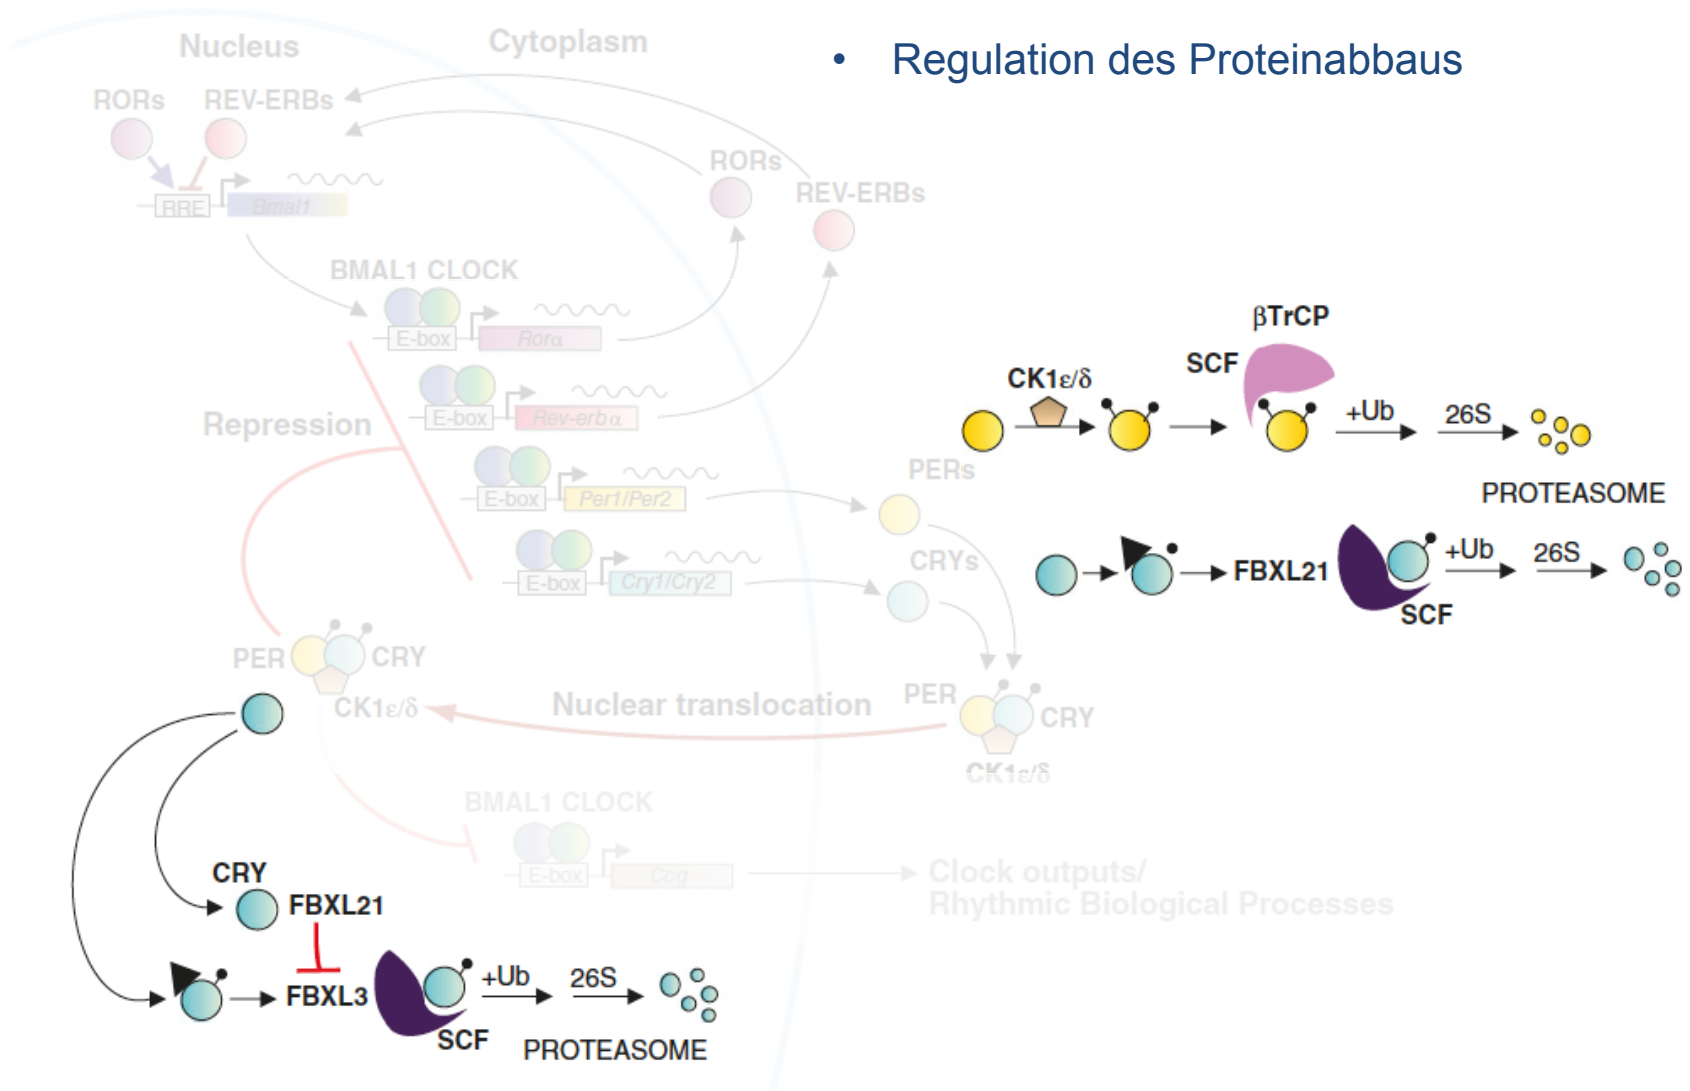 • Regulation des Proteinabbaus
Nucleus
Cytoplasm
RORs
REV-ERBs
RRE
Bmal1
RORs
REV-ERBs
BMAL1 CLOCK
E-box
Rorα
E-box
Rev-erbα
Repression
E-box
Per1/Per2
PERs
E-box
Cry1/Cry2
CRYs
PER
CRY
CK1ε/δ
Nuclear translocation
PER
CRY
CK1ε/δ
BMAL1 CLOCK
E-box
Ccg
Clock outputs/
Rhythmic Biological Processes
βTrCP
SCF
CK1ε/δ
+Ub
26S
PROTEASOME
FBXL21
+Ub
26S
SCF
CRY
FBXL21
FBXL3
+Ub
26S
SCF
PROTEASOME